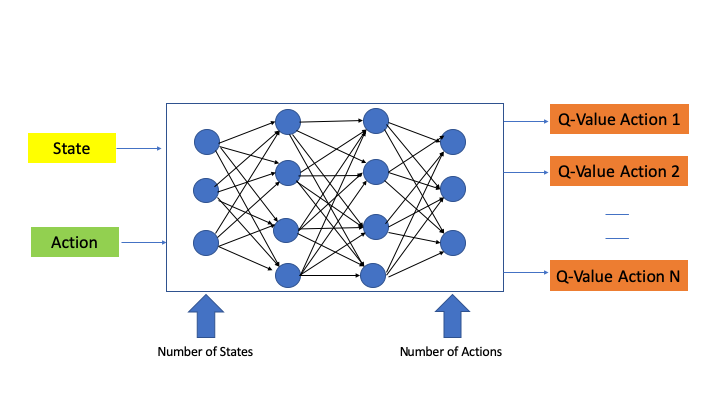 State
Action
Q-Value Action 1
Q-Value Action 2
Q-Value Action N
Number of States
Number of Actions